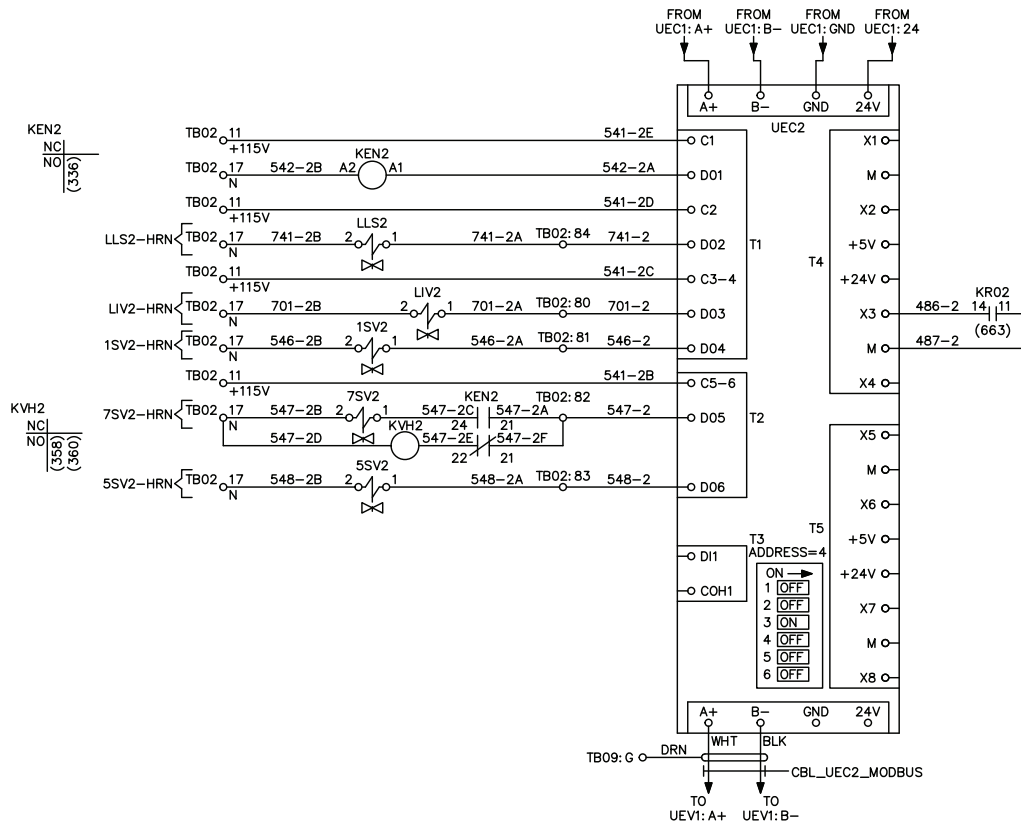 FROM UEC1:A+ FROM UEC1:B- FROM UEC1:GND FROM UEC1:24
A+ B- GND 24V
UEC2
KEN2
NC
NO
(336)
TB02 11 +115V 541-2E C1 X1
KEN2
TB02 17 N 542-2B A2 A1 542-2A DO1 M
TB02 11 +115V 541-2D C2 X2
LLS2
LLS2-HRN TB02 17 N 741-2B 2 1 741-2A TB02:84 741-2 DO2 T1 +5V
T4
TB02 11 +115V 541-2C C3-4 +24V
LIV2
LIV2-HRN TB02 17 N 701-2B 2 1 701-2A TB02:80 701-2 DO3 X3 486-2 14 KR02 11
(663)
1SV2
1SV2-HRN TB02 17 N 546-2B 2 1 546-2A TB02:81 546-2 DO4 M 487-2
TB02 11 +115V 541-2B C5-6 X4
KVH2
NC
NO
(358)
(360)
7SV2 KEN2
7SV2-HRN TB02 17 N 547-2B 2 1 547-2C 24 21 547-2A TB02:82 547-2 DO5 T2
X5
KVH2
547-2D 547-2E 22 21 547-2F
M
5SV2
5SV2-HRN TB02 17 N 548-2B 2 1 548-2A TB02:83 548-2 DO6
X6
T5
+5V
T3
ADDRESS=4
DI1
+24V
COH1
ON
1 OFF
2 OFF
3 ON
4 OFF
5 OFF
6 OFF
X7
M
X8
A+ B- GND 24V
WHT BLK
TB09:G DRN
CBL_UEC2_MODBUS
TO UEV1:A+ TO UEV1:B-